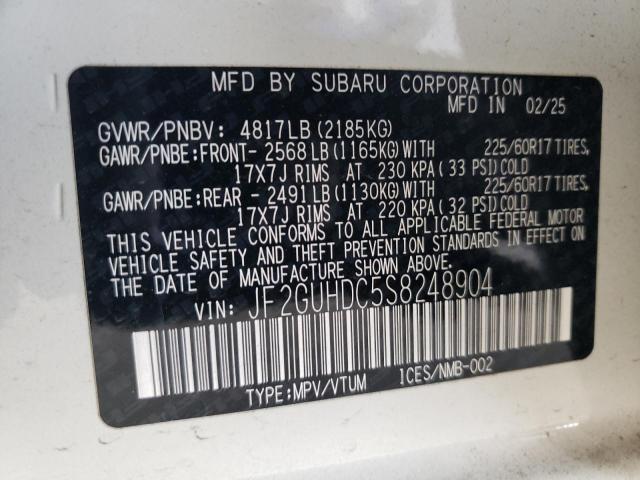 MFD BY SUBARU CORPORATION
MFD IN 02/25
GVWR/PNBV: 4817LB (2185KG)
GAWR/PNBE:FRONT- 2568LB (1165KG) WITH 225/60R17 TIRES,
17X7J RIMS AT 230 KPA (33 PSI) COLD
GAWR/PNBE:REAR - 2491LB (1130KG) WITH 225/60R17 TIRES,
17X7J RIMS AT 220 KPA (32 PSI) COLD
THIS VEHICLE CONFORMS TO ALL APPLICABLE FEDERAL MOTOR
VEHICLE SAFETY AND THEFT PREVENTION STANDARDS IN EFFECT ON
THE DATE OF MANUFACTURE SHOWN ABOVE.
VIN: JF2GUHDC5S8248904
TYPE:MPV/VTUM ICES/NMB-002